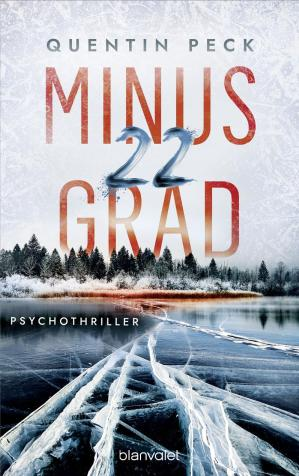 QUENTIN PECK
MINUS
22
GRAD
PSYCHOTHRILLER
blanvalet